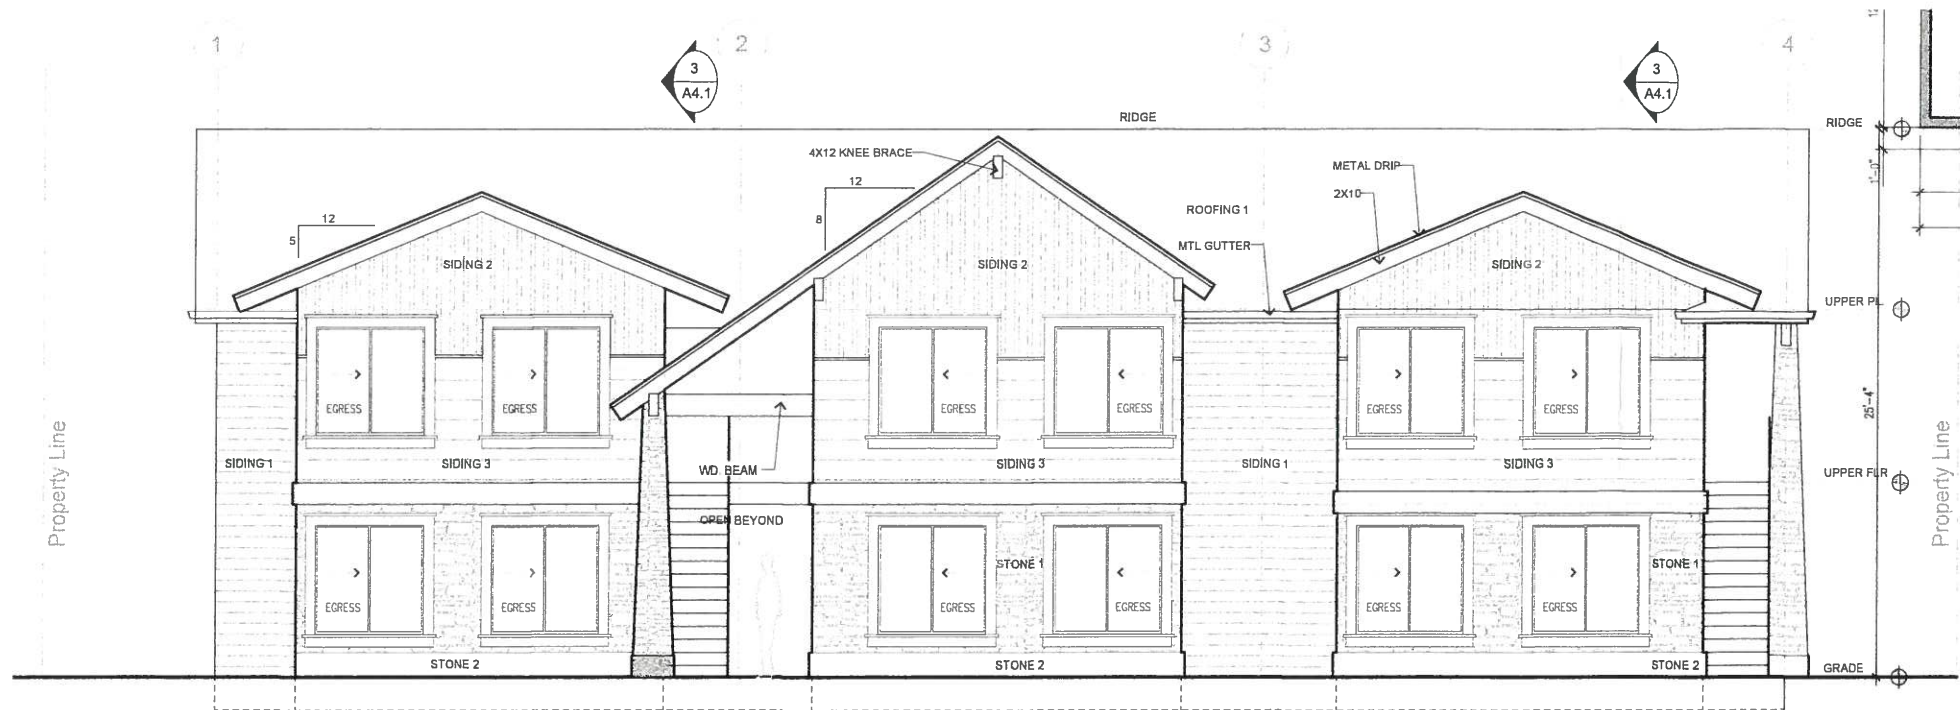 1
2
3
4
12
3
A4.1
3
A4.1
RIDGE
RIDGE
4X12 KNEE BRACE
METAL DRIP
1'-0"
12
12
2X10
ROOFING 1
8
5
MTL GUTTER
SIDING 2
SIDING 2
SIDING 2
UPPER PL
EGRESS
EGRESS
EGRESS
EGRESS
EGRESS
EGRESS
25'-4"
Property Line
Property Line
SIDING 1
SIDING 3
WD. BEAM
SIDING 3
SIDING 1
SIDING 3
UPPER FLR
OPEN BEYOND
STONE 1
STONE 1
EGRESS
EGRESS
EGRESS
EGRESS
EGRESS
EGRESS
STONE 2
STONE 2
STONE 2
GRADE